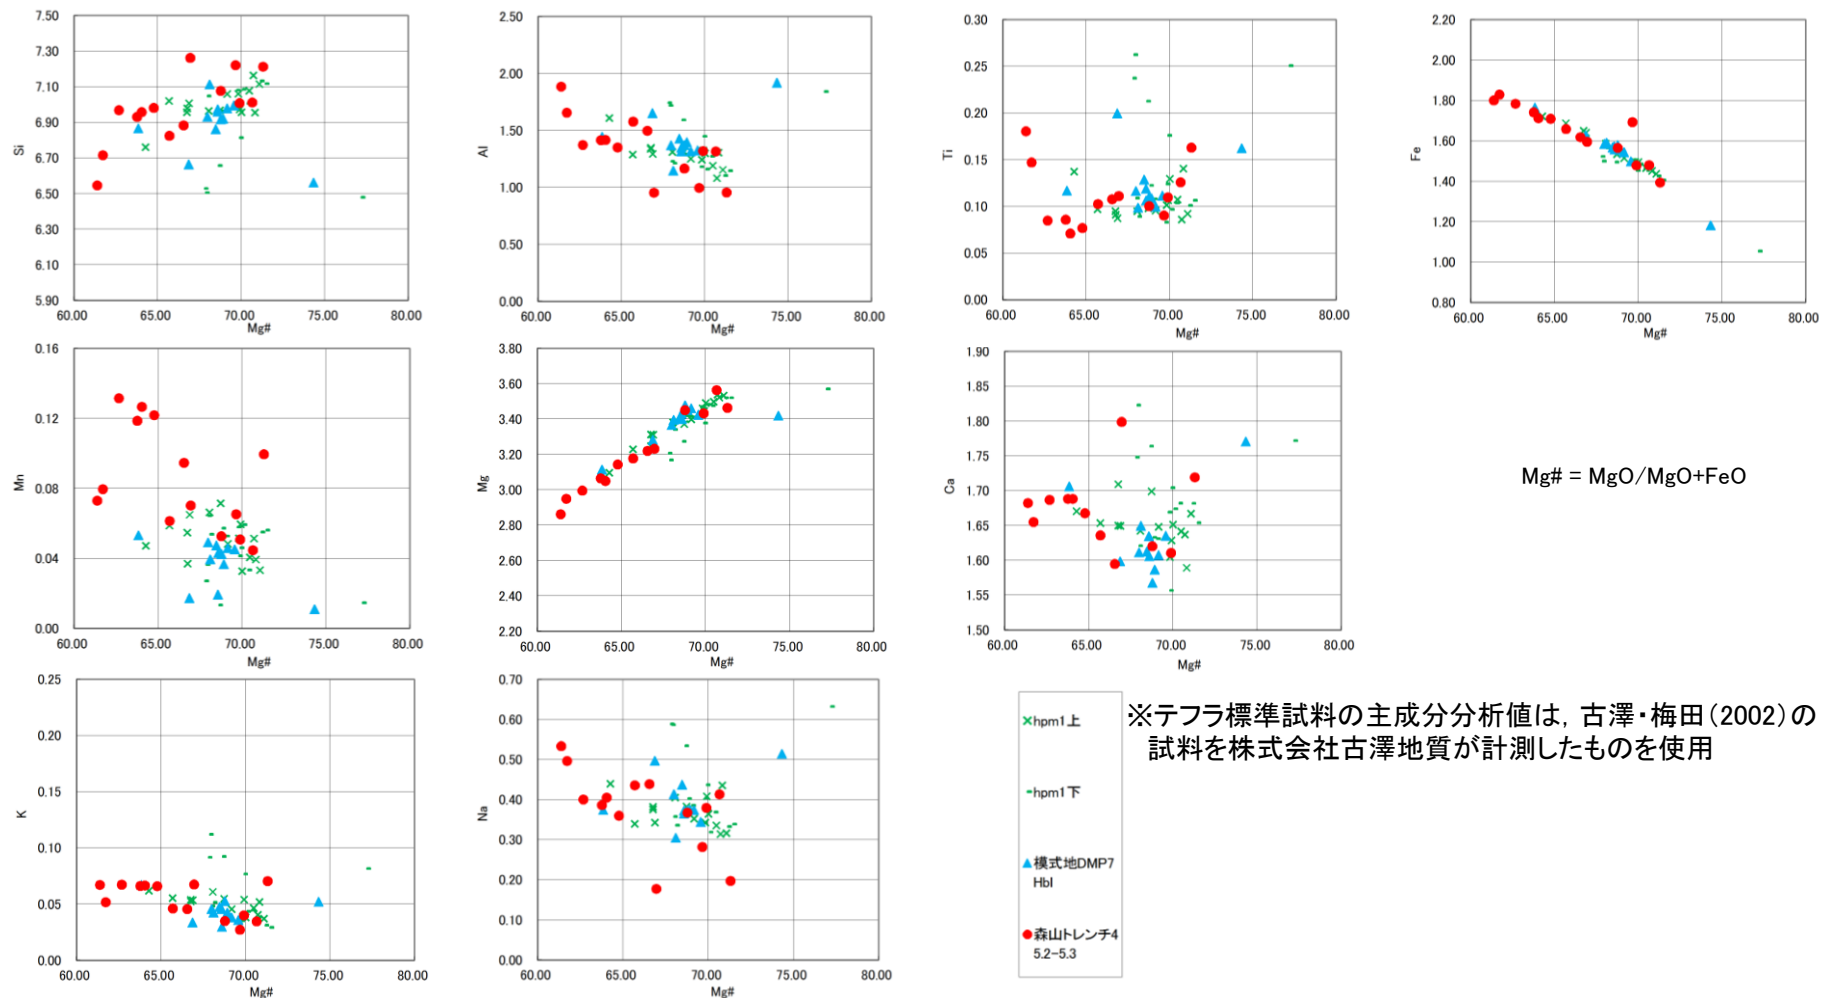 Si
7.50
7.30
7.10
6.90
6.70
6.50
6.30
6.10
5.90
60.00 65.00 70.00 75.00 80.00
Mg#
Al
2.50
2.00
1.50
1.00
0.50
0.00
60.00 65.00 70.00 75.00 80.00
Mg#
Ti
0.30
0.25
0.20
0.15
0.10
0.05
0.00
60.00 65.00 70.00 75.00 80.00
Mg#
Fe
2.20
2.00
1.80
1.60
1.40
1.20
1.00
0.80
60.00 65.00 70.00 75.00 80.00
Mg#
Mn
0.16
0.12
0.08
0.04
0.00
60.00 65.00 70.00 75.00 80.00
Mg#
Mg
3.80
3.60
3.40
3.20
3.00
2.80
2.60
2.40
2.20
60.00 65.00 70.00 75.00 80.00
Mg#
Ca
1.90
1.85
1.80
1.75
1.70
1.65
1.60
1.55
1.50
60.00 65.00 70.00 75.00 80.00
Mg#
Mg# = MgO/MgO+FeO
K
0.25
0.20
0.15
0.10
0.05
0.00
60.00 65.00 70.00 75.00 80.00
Mg#
Na
0.70
0.60
0.50
0.40
0.30
0.20
0.10
0.00
60.00 65.00 70.00 75.00 80.00
Mg#
hpm1上
hpm1下
模式地DMP7
Hbl
森山トレンチ4
5.2-5.3
※テフラ標準試料の主成分分析値は，古澤・梅田（2002）の
試料を株式会社古澤地質が計測したものを使用